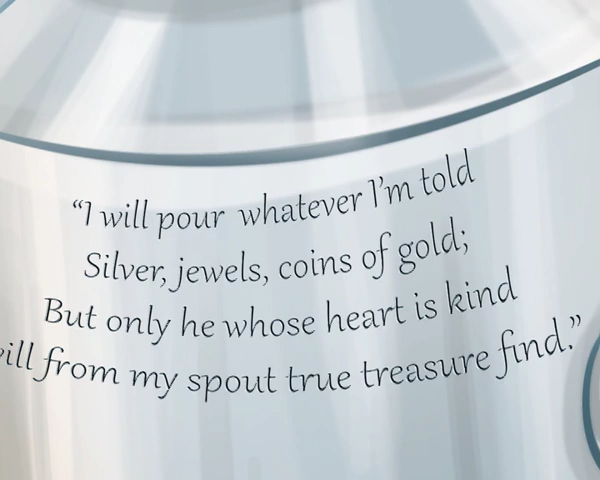 “I will pour whatever I’m told
Silver, jewels, coins of gold;
But only he whose heart is kind
from my spout true treasure find.”